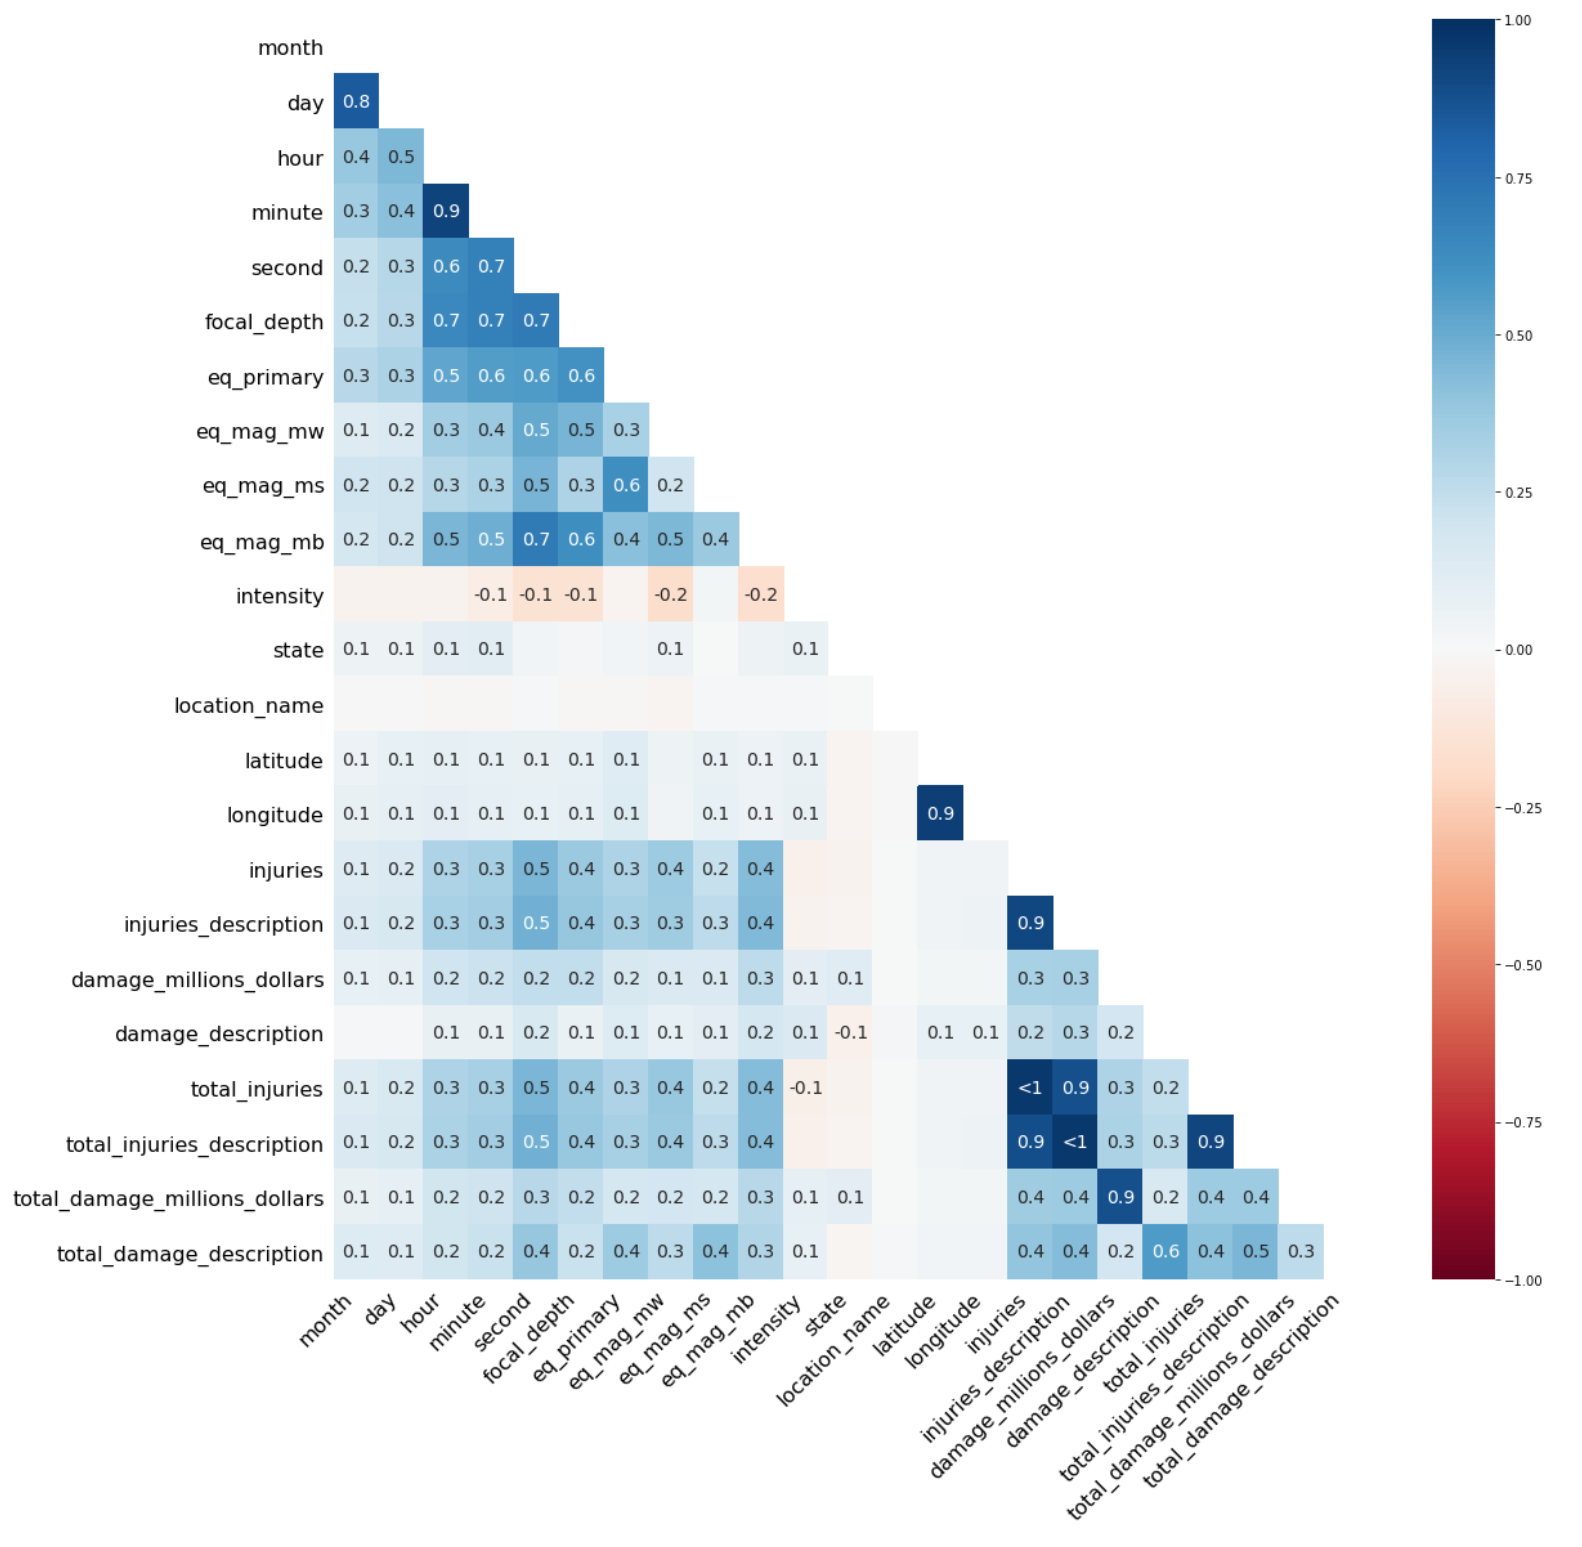 month
day 0.8
hour 0.4 0.5
minute 0.3 0.4 0.9
second 0.2 0.3 0.6 0.7
focal_depth 0.2 0.3 0.7 0.7 0.7
eq_primary 0.3 0.3 0.5 0.6 0.6 0.6
eq_mag_mw 0.1 0.2 0.3 0.4 0.5 0.5 0.3
eq_mag_ms 0.2 0.2 0.3 0.3 0.5 0.3 0.6 0.2
eq_mag_mb 0.2 0.2 0.5 0.5 0.7 0.6 0.4 0.5 0.4
intensity -0.1 -0.1 -0.1 -0.2 -0.2
state 0.1 0.1 0.1 0.1 0.1 0.1
location_name
latitude 0.1 0.1 0.1 0.1 0.1 0.1 0.1 0.1 0.1 0.1
longitude 0.1 0.1 0.1 0.1 0.1 0.1 0.1 0.1 0.1 0.1 0.9
injuries 0.1 0.2 0.3 0.3 0.5 0.4 0.3 0.4 0.2 0.4
injuries_description 0.1 0.2 0.3 0.3 0.5 0.4 0.3 0.3 0.3 0.4 0.9
damage_millions_dollars 0.1 0.1 0.2 0.2 0.2 0.2 0.2 0.1 0.1 0.3 0.1 0.1 0.3 0.3
damage_description 0.1 0.1 0.2 0.1 0.1 0.1 0.1 0.2 0.1 -0.1 0.1 0.1 0.2 0.3 0.2
total_injuries 0.1 0.2 0.3 0.3 0.5 0.4 0.3 0.4 0.2 0.4 -0.1 <1 0.9 0.3 0.2
total_injuries_description 0.1 0.2 0.3 0.3 0.5 0.4 0.3 0.4 0.3 0.4 0.9 <1 0.3 0.3 0.9
total_damage_millions_dollars 0.1 0.1 0.2 0.2 0.3 0.2 0.2 0.2 0.2 0.3 0.1 0.1 0.4 0.4 0.9 0.2 0.4 0.4
total_damage_description 0.1 0.1 0.2 0.2 0.4 0.2 0.4 0.3 0.4 0.3 0.1 0.4 0.4 0.2 0.6 0.4 0.5 0.3
month
day
hour
minute
second
focal_depth
eq_primary
eq_mag_mw
eq_mag_ms
eq_mag_mb
intensity
state
location_name
latitude
longitude
injuries
injuries_description
damage_millions_dollars
damage_description
total_injuries
total_injuries_description
total_damage_millions_dollars
total_damage_description
1.00
0.75
0.50
0.25
0.00
−0.25
−0.50
−0.75
−1.00